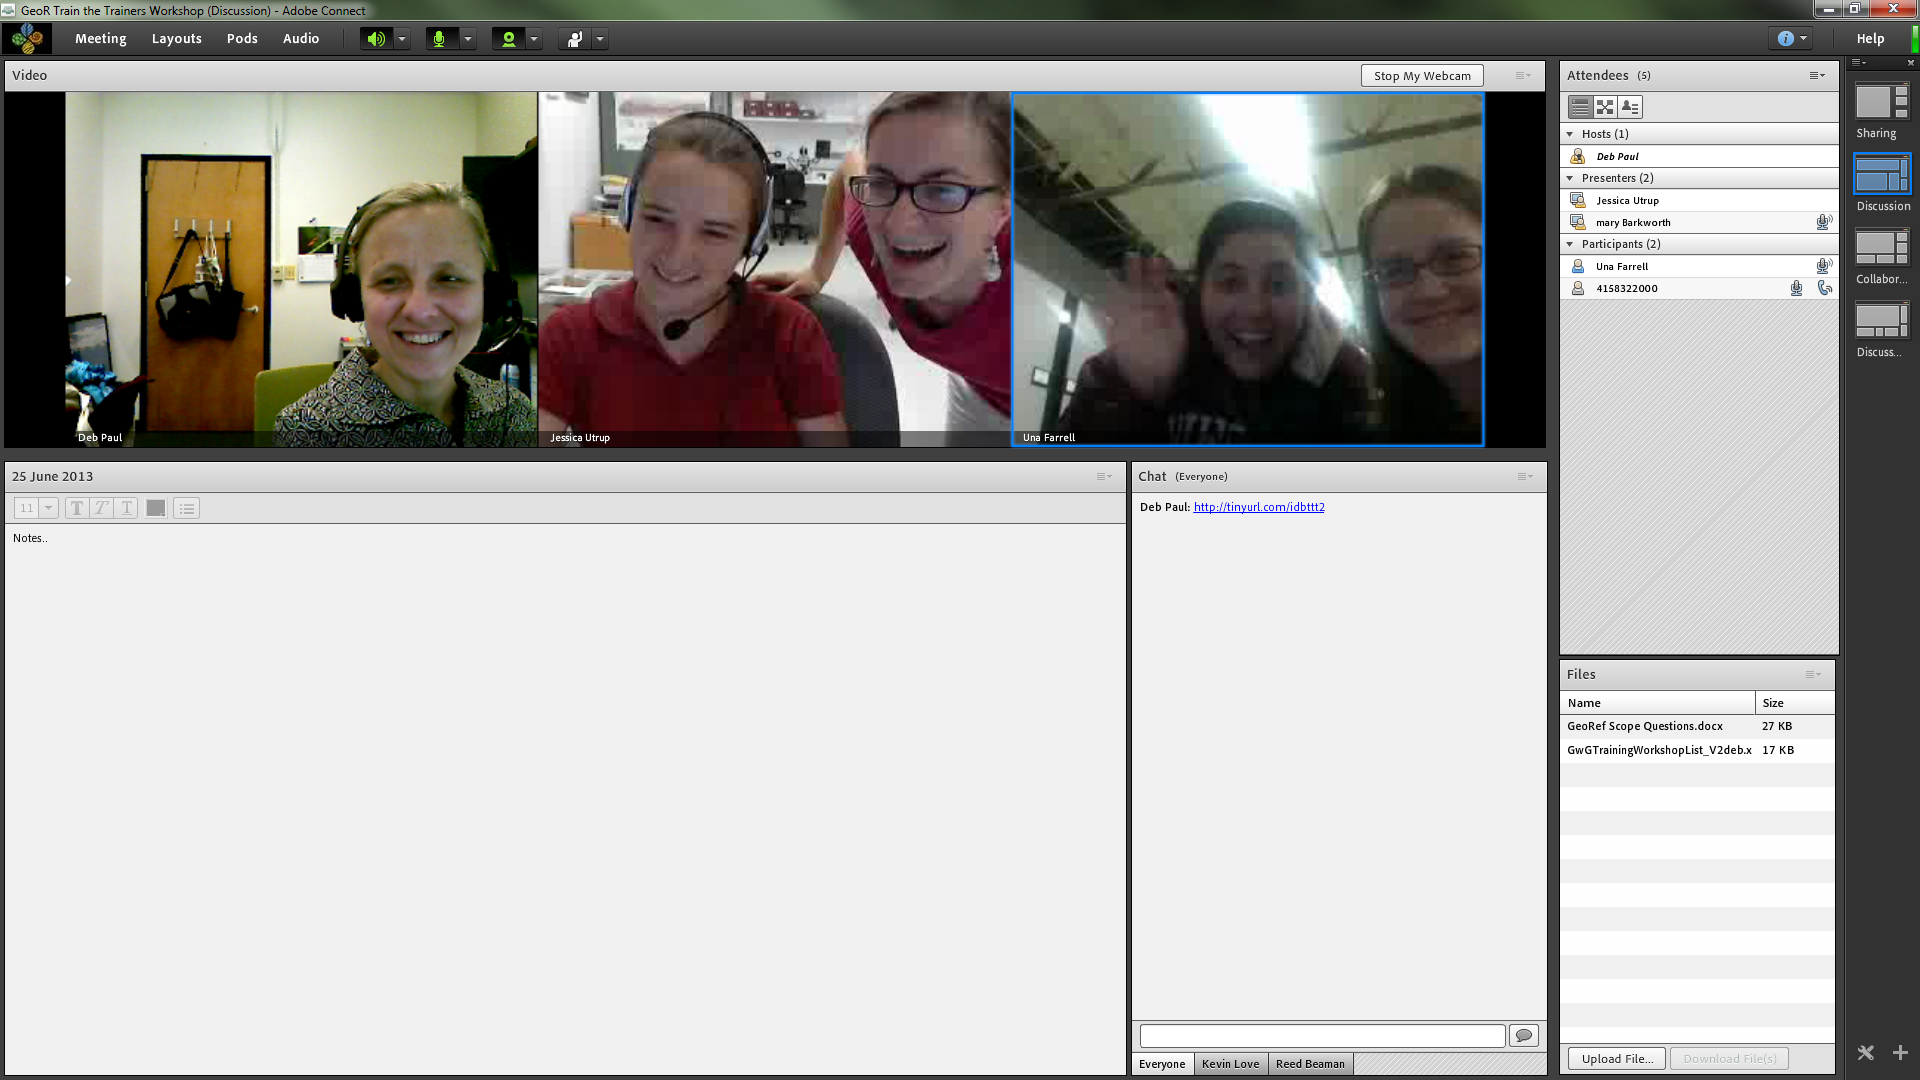 GeoR Train the Trainers Workshop (Discussion) - Adobe Connect
Meeting Layouts Pods Audio
Help
Video
Stop My Webcam
Deb Paul
Jessica Utrup
Una Farrell
Attendees (5)
Hosts (1)
Deb Paul
Presenters (2)
Jessica Utrup
mary Barkworth
Participants (2)
Una Farrell
4158322000
Sharing
Discussion
Collabor...
Discuss...
25 June 2013
11
T T T
Notes..
Chat (Everyone)
Deb Paul: http://tinyurl.com/idbttt2
Everyone Kevin Love Reed Beaman
Files
Name Size
GeoRef Scope Questions.docx 27 KB
GwGTrainingWorkshopList_V2deb.x 17 KB
Upload File... Download File(s)